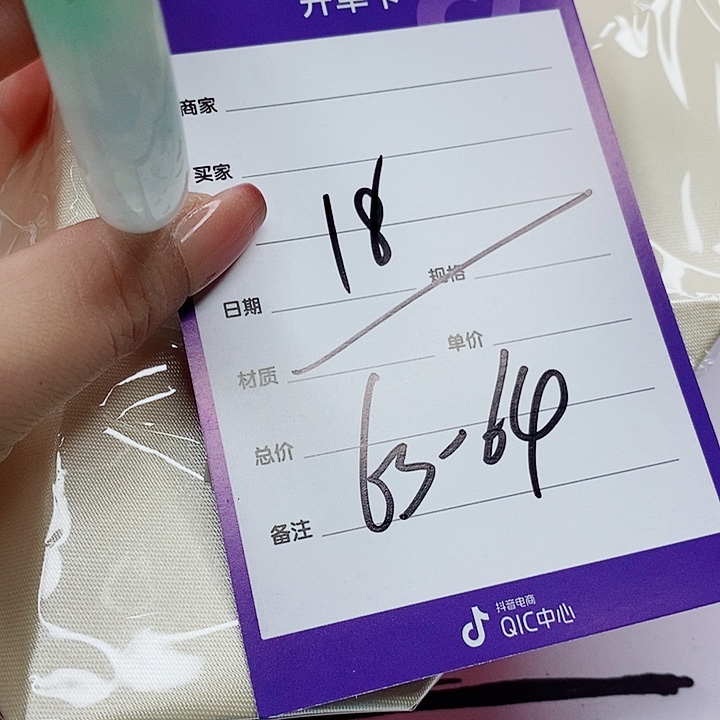 开单卡
商家
买家
18
日期 规格
材质 单价
总价
63-64
备注
抖音电商
QIC中心